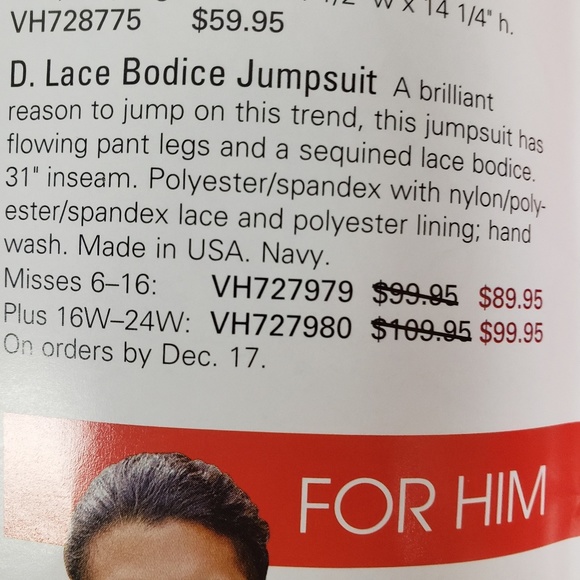 W x 14 1/4" h.
VH728775 $59.95
D. Lace Bodice Jumpsuit A brilliant
reason to jump on this trend, this jumpsuit has
flowing pant legs and a sequined lace bodice.
31" inseam. Polyester/spandex with nylon/poly-
ester/spandex lace and polyester lining; hand
wash. Made in USA. Navy.
Misses 6–16: VH727979 $99.95 $89.95
Plus 16W–24W: VH727980 $109.95 $99.95
On orders by Dec. 17.
FOR HIM